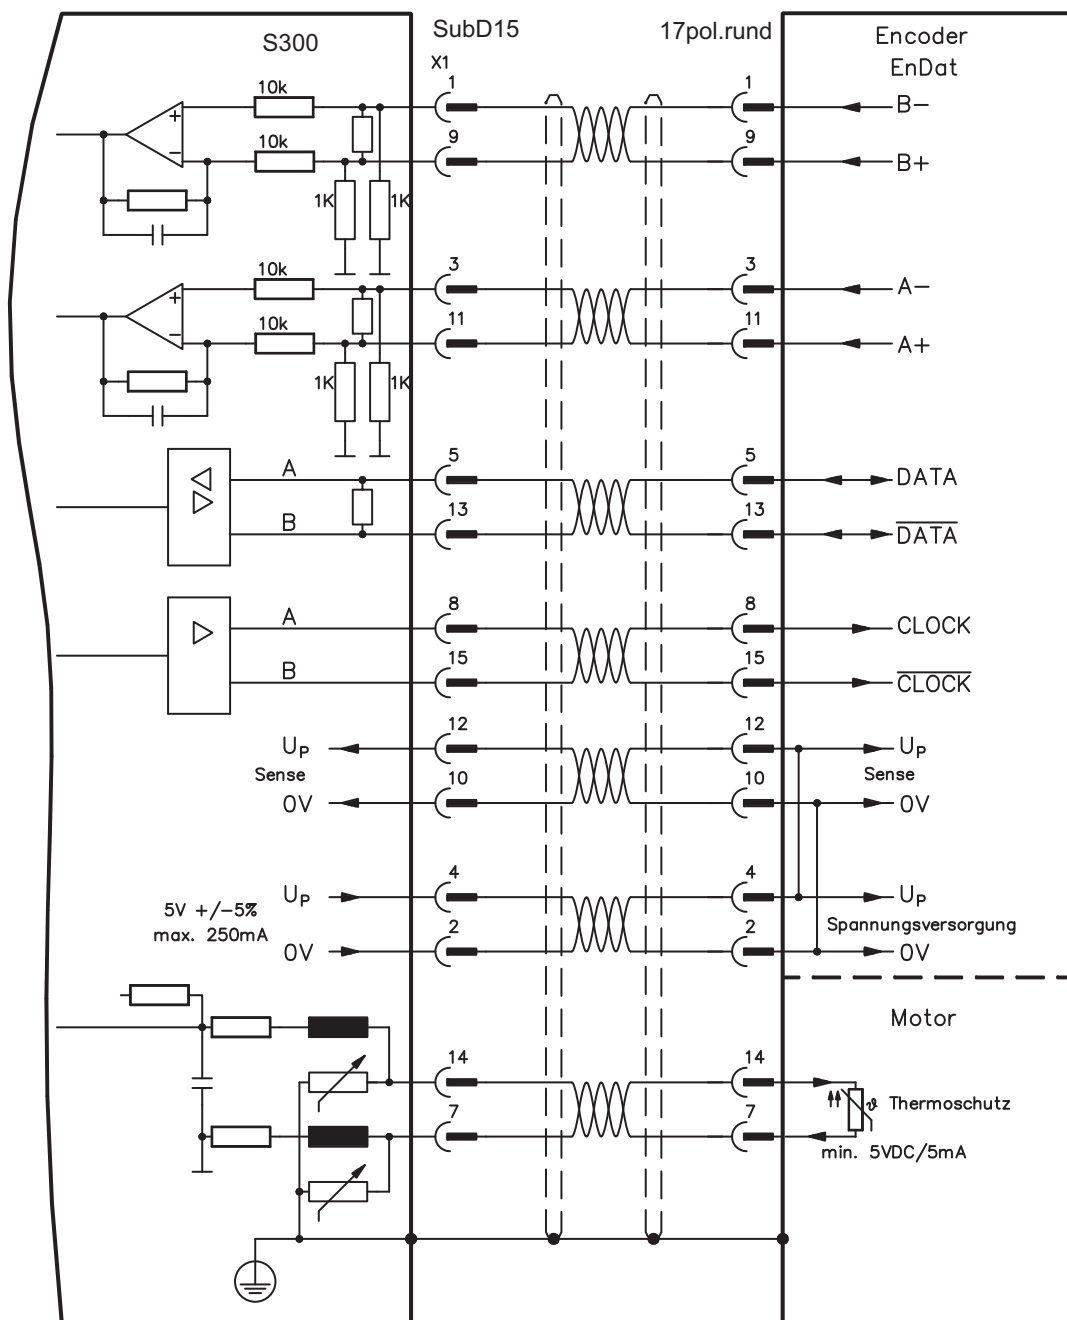 S300
SubD15
17pol.rund
Encoder
EnDat
X1
10k
1
1
B−
10k
9
9
B+
1K
1K
10k
3
3
A−
10k
11
11
A+
1K
1K
A
5
5
DATA
B
13
13
DATA
A
8
8
CLOCK
B
15
15
CLOCK
UP
12
12
UP
Sense
Sense
0V
10
10
0V
5V +/−5%
max. 250mA
UP
4
4
UP
Spannungsversorgung
0V
2
2
0V
Motor
14
14
+
−
+
−
ϑ Thermoschutz
7
7
min. 5VDC/5mA